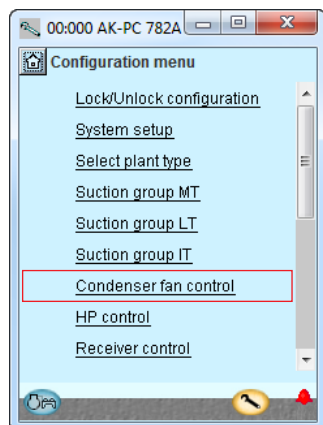 00:000 AK-PC 782A
Configuration menu
Lock/Unlock configuration
System setup
Select plant type
Suction group MT
Suction group LT
Suction group IT
Condenser fan control
HP control
Receiver control